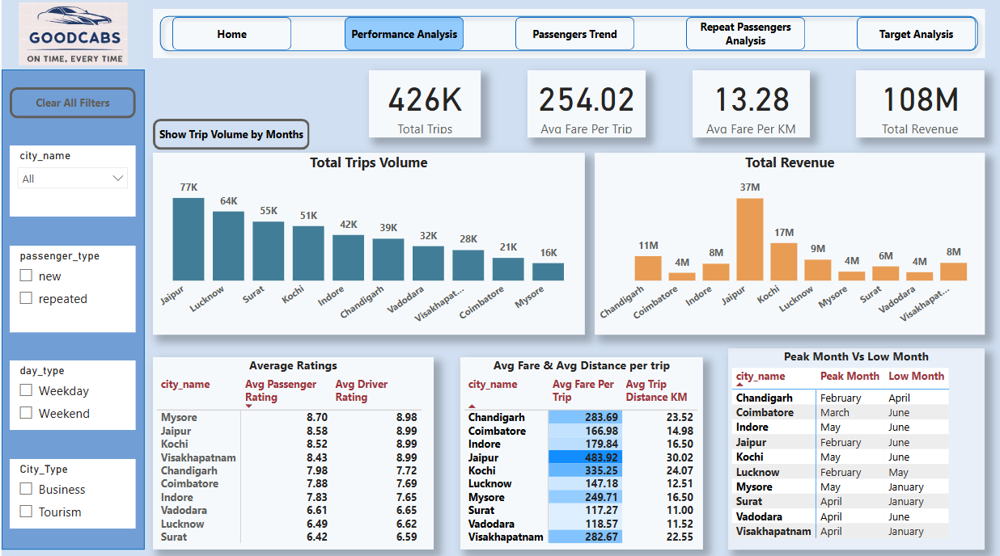 GOODCABS
ON TIME, EVERY TIME
Home
Performance Analysis
Passengers Trend
Repeat Passengers
Analysis
Target Analysis
Clear All Filters
city_name
All
passenger_type
new
repeated
day_type
Weekday
Weekend
City_Type
Business
Tourism
426K
Total Trips
254.02
Avg Fare Per Trip
13.28
Avg Fare Per KM
108M
Total Revenue
Show Trip Volume by Months
Total Trips Volume
77K
64K
55K
51K
42K
39K
32K
28K
21K
16K
Jaipur
Lucknow
Surat
Kochi
Indore
Chandigarh
Vadodara
Visakhapat...
Coimbatore
Mysore
Total Revenue
11M
4M
8M
37M
17M
9M
4M
6M
4M
8M
Chandigarh
Coimbatore
Indore
Jaipur
Kochi
Lucknow
Mysore
Surat
Vadodara
Visakhapat...
Average Ratings
city_name Avg Passenger Rating Avg Driver Rating
Mysore 8.70 8.98
Jaipur 8.58 8.99
Kochi 8.52 8.99
Visakhapatnam 8.43 8.99
Chandigarh 7.98 7.72
Coimbatore 7.88 7.69
Indore 7.83 7.65
Vadodara 6.61 6.65
Lucknow 6.49 6.62
Surat 6.42 6.59
Avg Fare & Avg Distance per trip
city_name Avg Fare Per Trip Avg Trip Distance KM
Chandigarh 283.69 23.52
Coimbatore 166.98 14.98
Indore 179.84 16.50
Jaipur 483.92 30.02
Kochi 335.25 24.07
Lucknow 147.18 12.51
Mysore 249.71 16.50
Surat 117.27 11.00
Vadodara 118.57 11.52
Visakhapatnam 282.67 22.55
Peak Month Vs Low Month
city_name Peak Month Low Month
Chandigarh February April
Coimbatore March June
Indore May June
Jaipur February June
Kochi May June
Lucknow February May
Mysore May January
Surat April January
Vadodara April June
Visakhapatnam April January